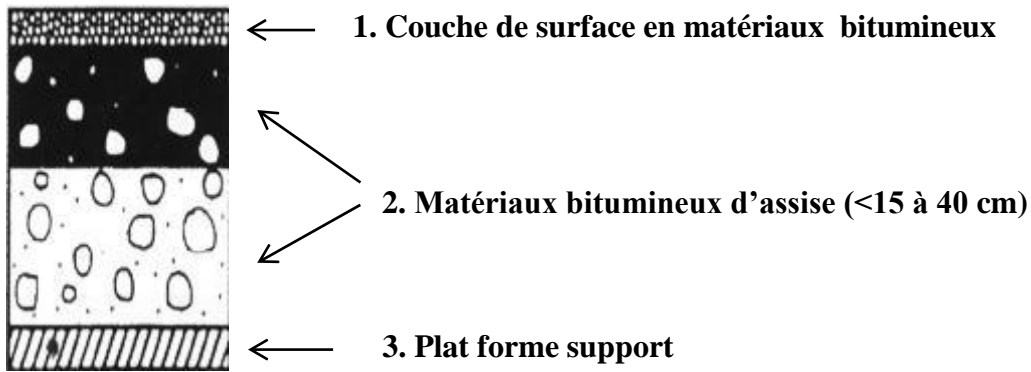 1. Couche de surface en matériaux bitumineux
2. Matériaux bitumineux d’assise (<15 à 40 cm)
3. Plat forme support